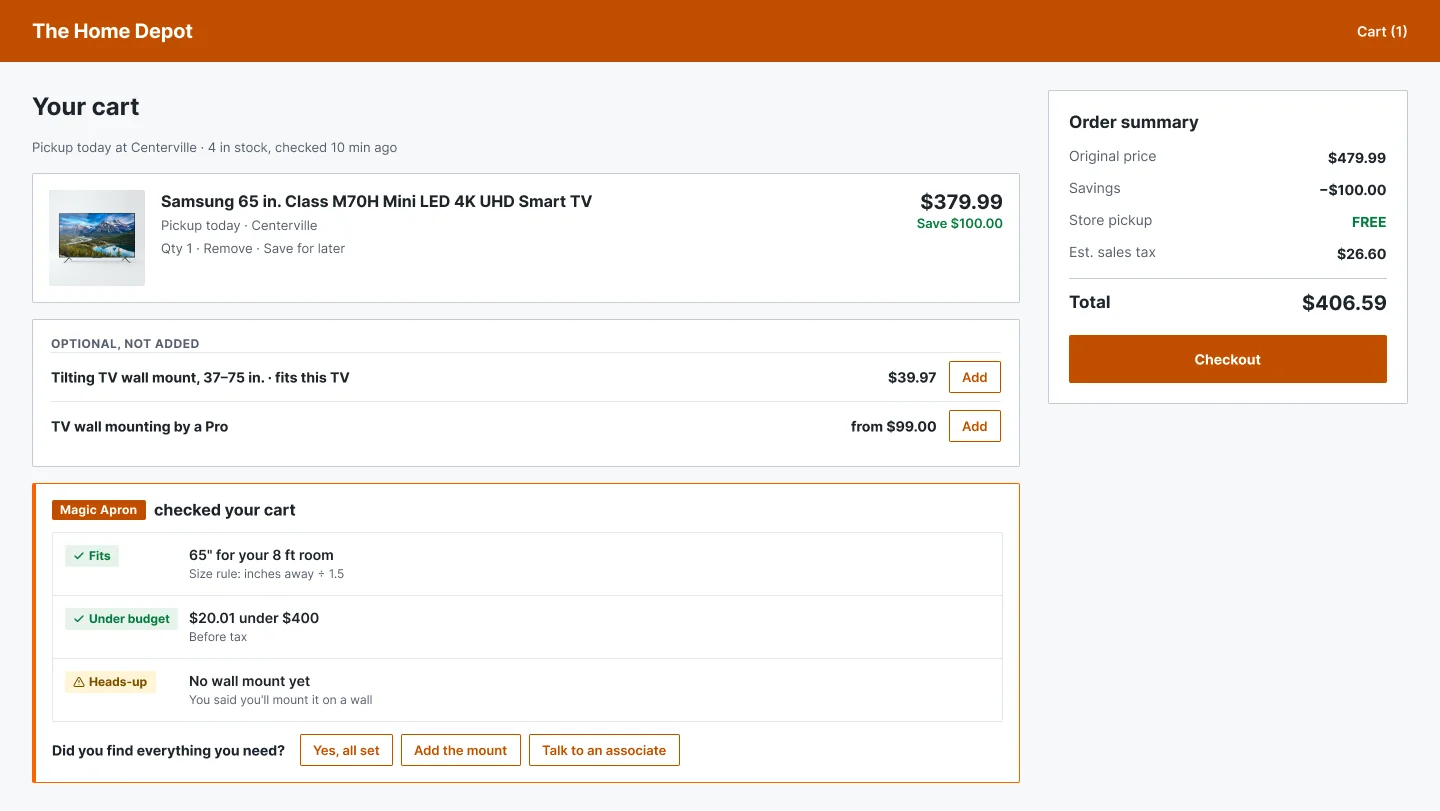 The Home Depot
Cart (1)
Your cart
Pickup today at Centerville · 4 in stock, checked 10 min ago
Samsung 65 in. Class M70H Mini LED 4K UHD Smart TV
Pickup today · Centerville
Qty 1 · Remove · Save for later
$379.99
Save $100.00
OPTIONAL, NOT ADDED
Tilting TV wall mount, 37–75 in. · fits this TV $39.97 Add
TV wall mounting by a Pro from $99.00 Add
Magic Apron checked your cart
Fits 65" for your 8 ft room
Size rule: inches away ÷ 1.5
Under budget $20.01 under $400
Before tax
Heads-up No wall mount yet
You said you'll mount it on a wall
Did you find everything you need? Yes, all set Add the mount Talk to an associate
Order summary
Original price $479.99
Savings −$100.00
Store pickup FREE
Est. sales tax $26.60
Total $406.59
Checkout